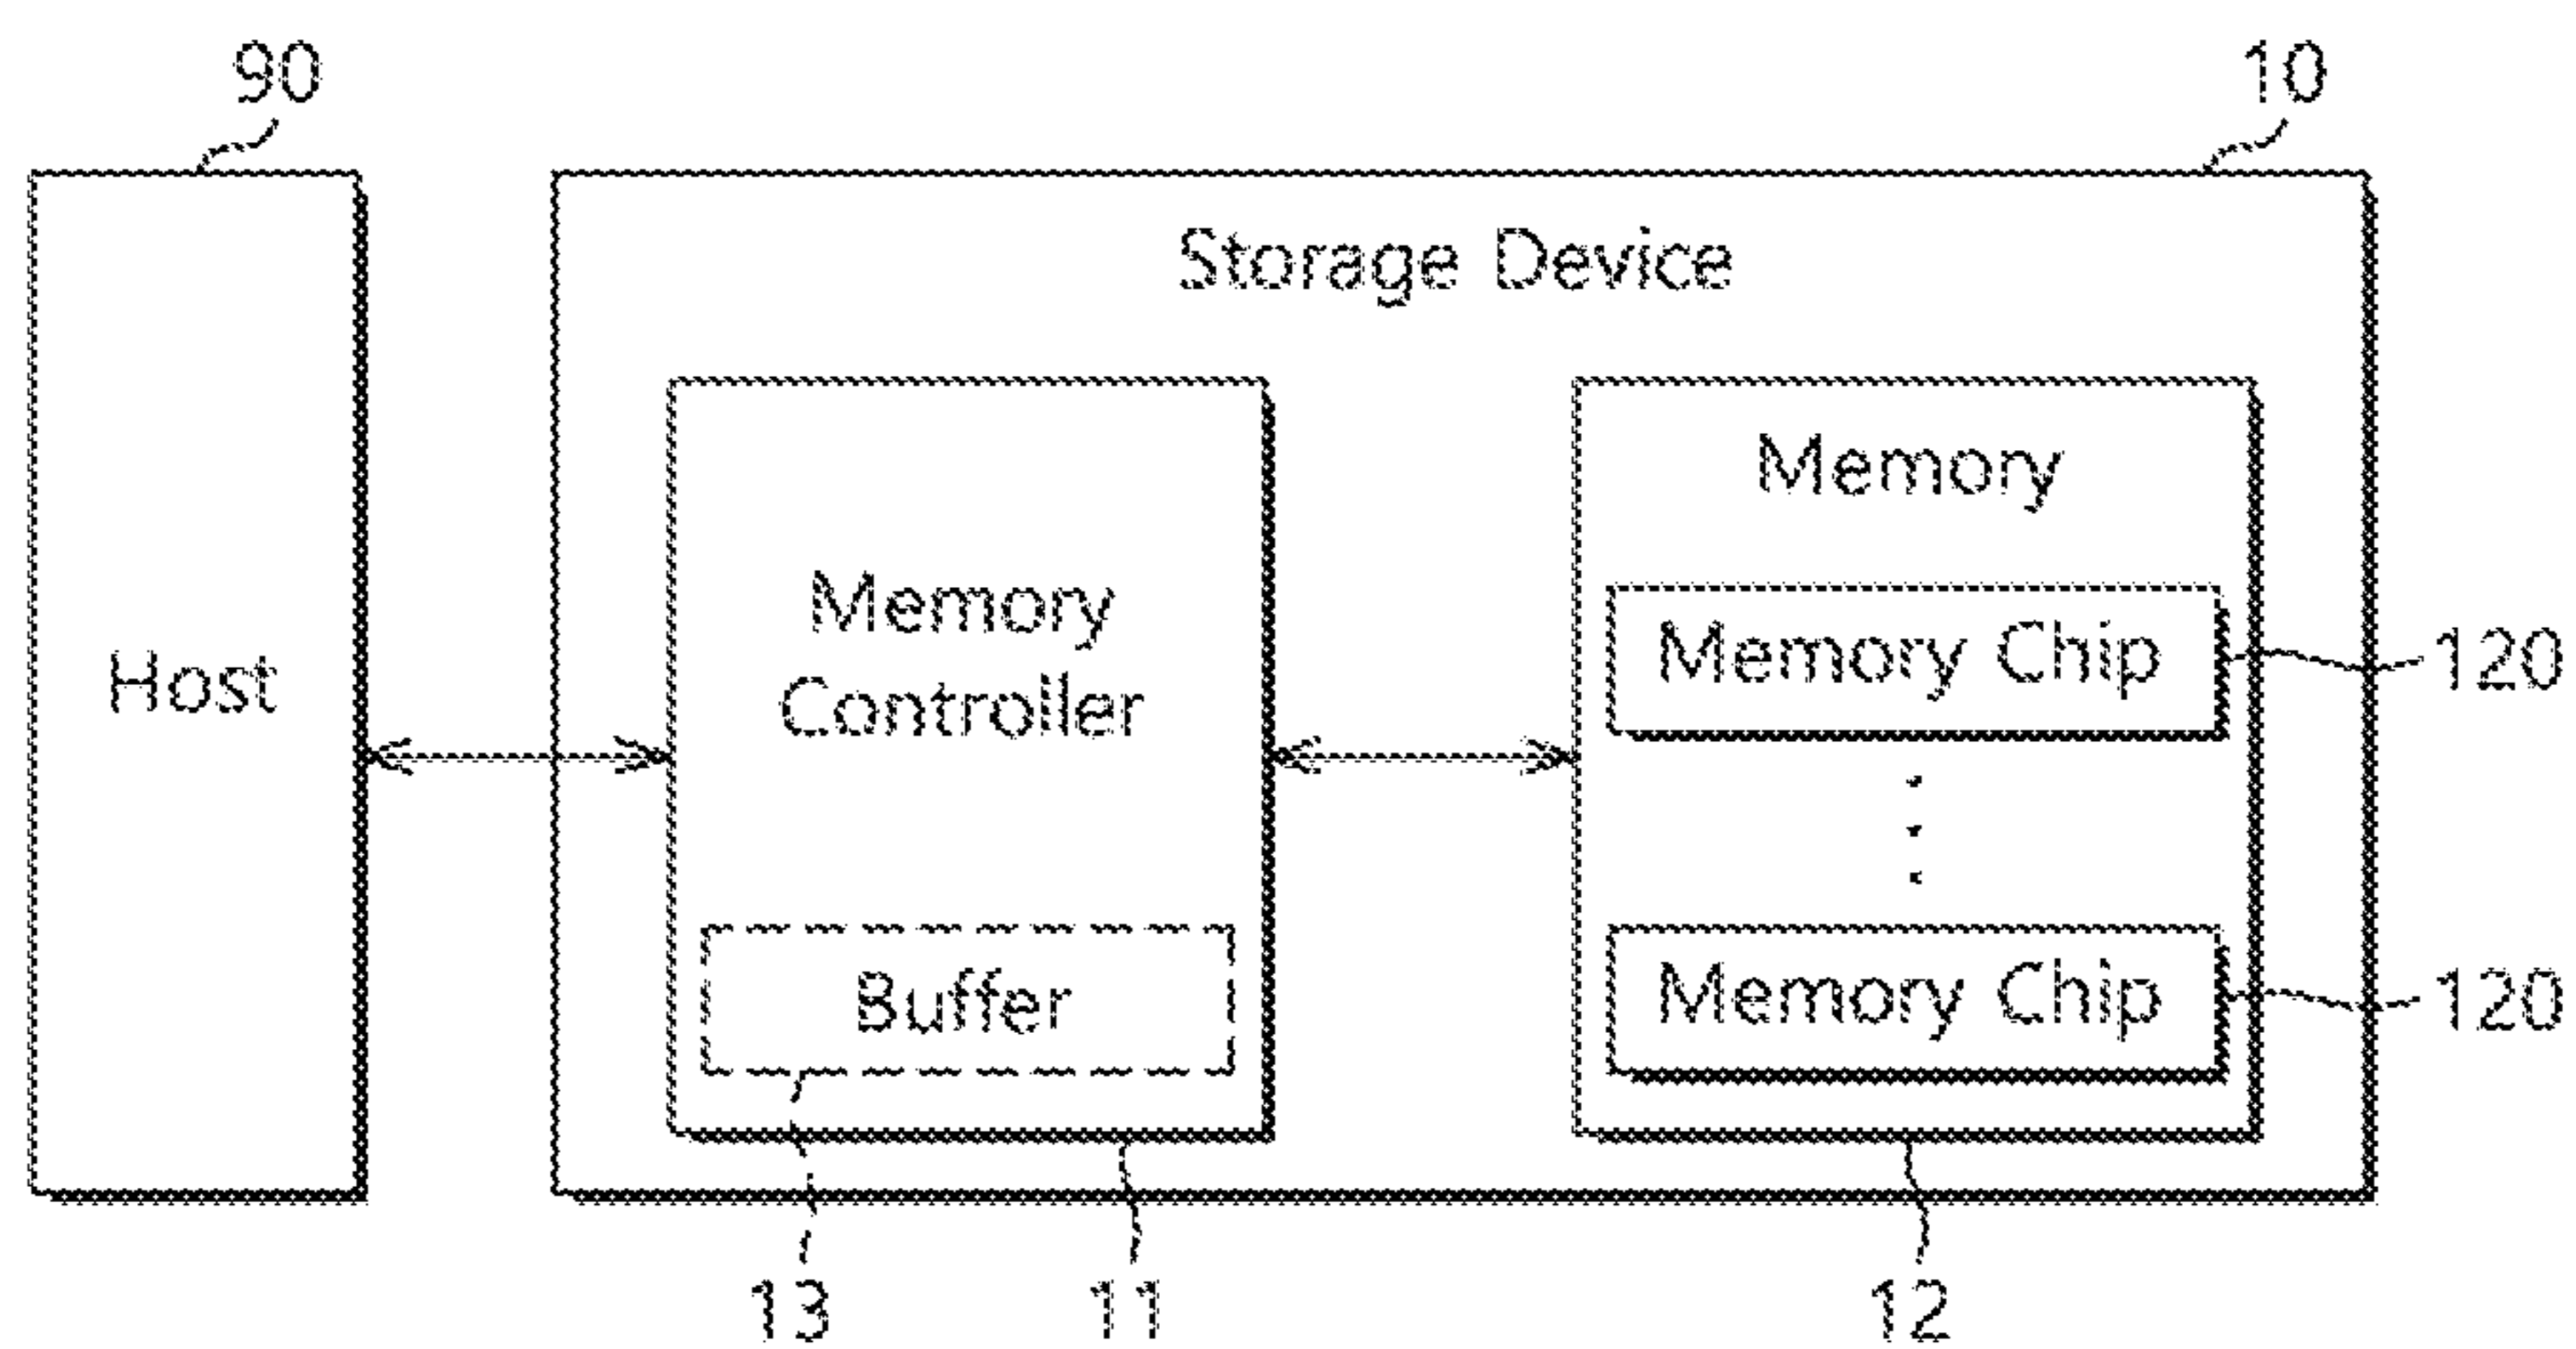 90
10
Storage Device
Memory
Memory
Controller
Host
Memory Chip
120
Buffer
Memory Chip
120
13
11
12